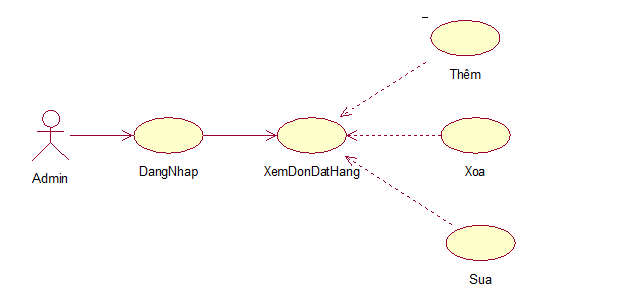 Thêm
Admin
DangNhap
XemDonDatHang
Xoa
Sua